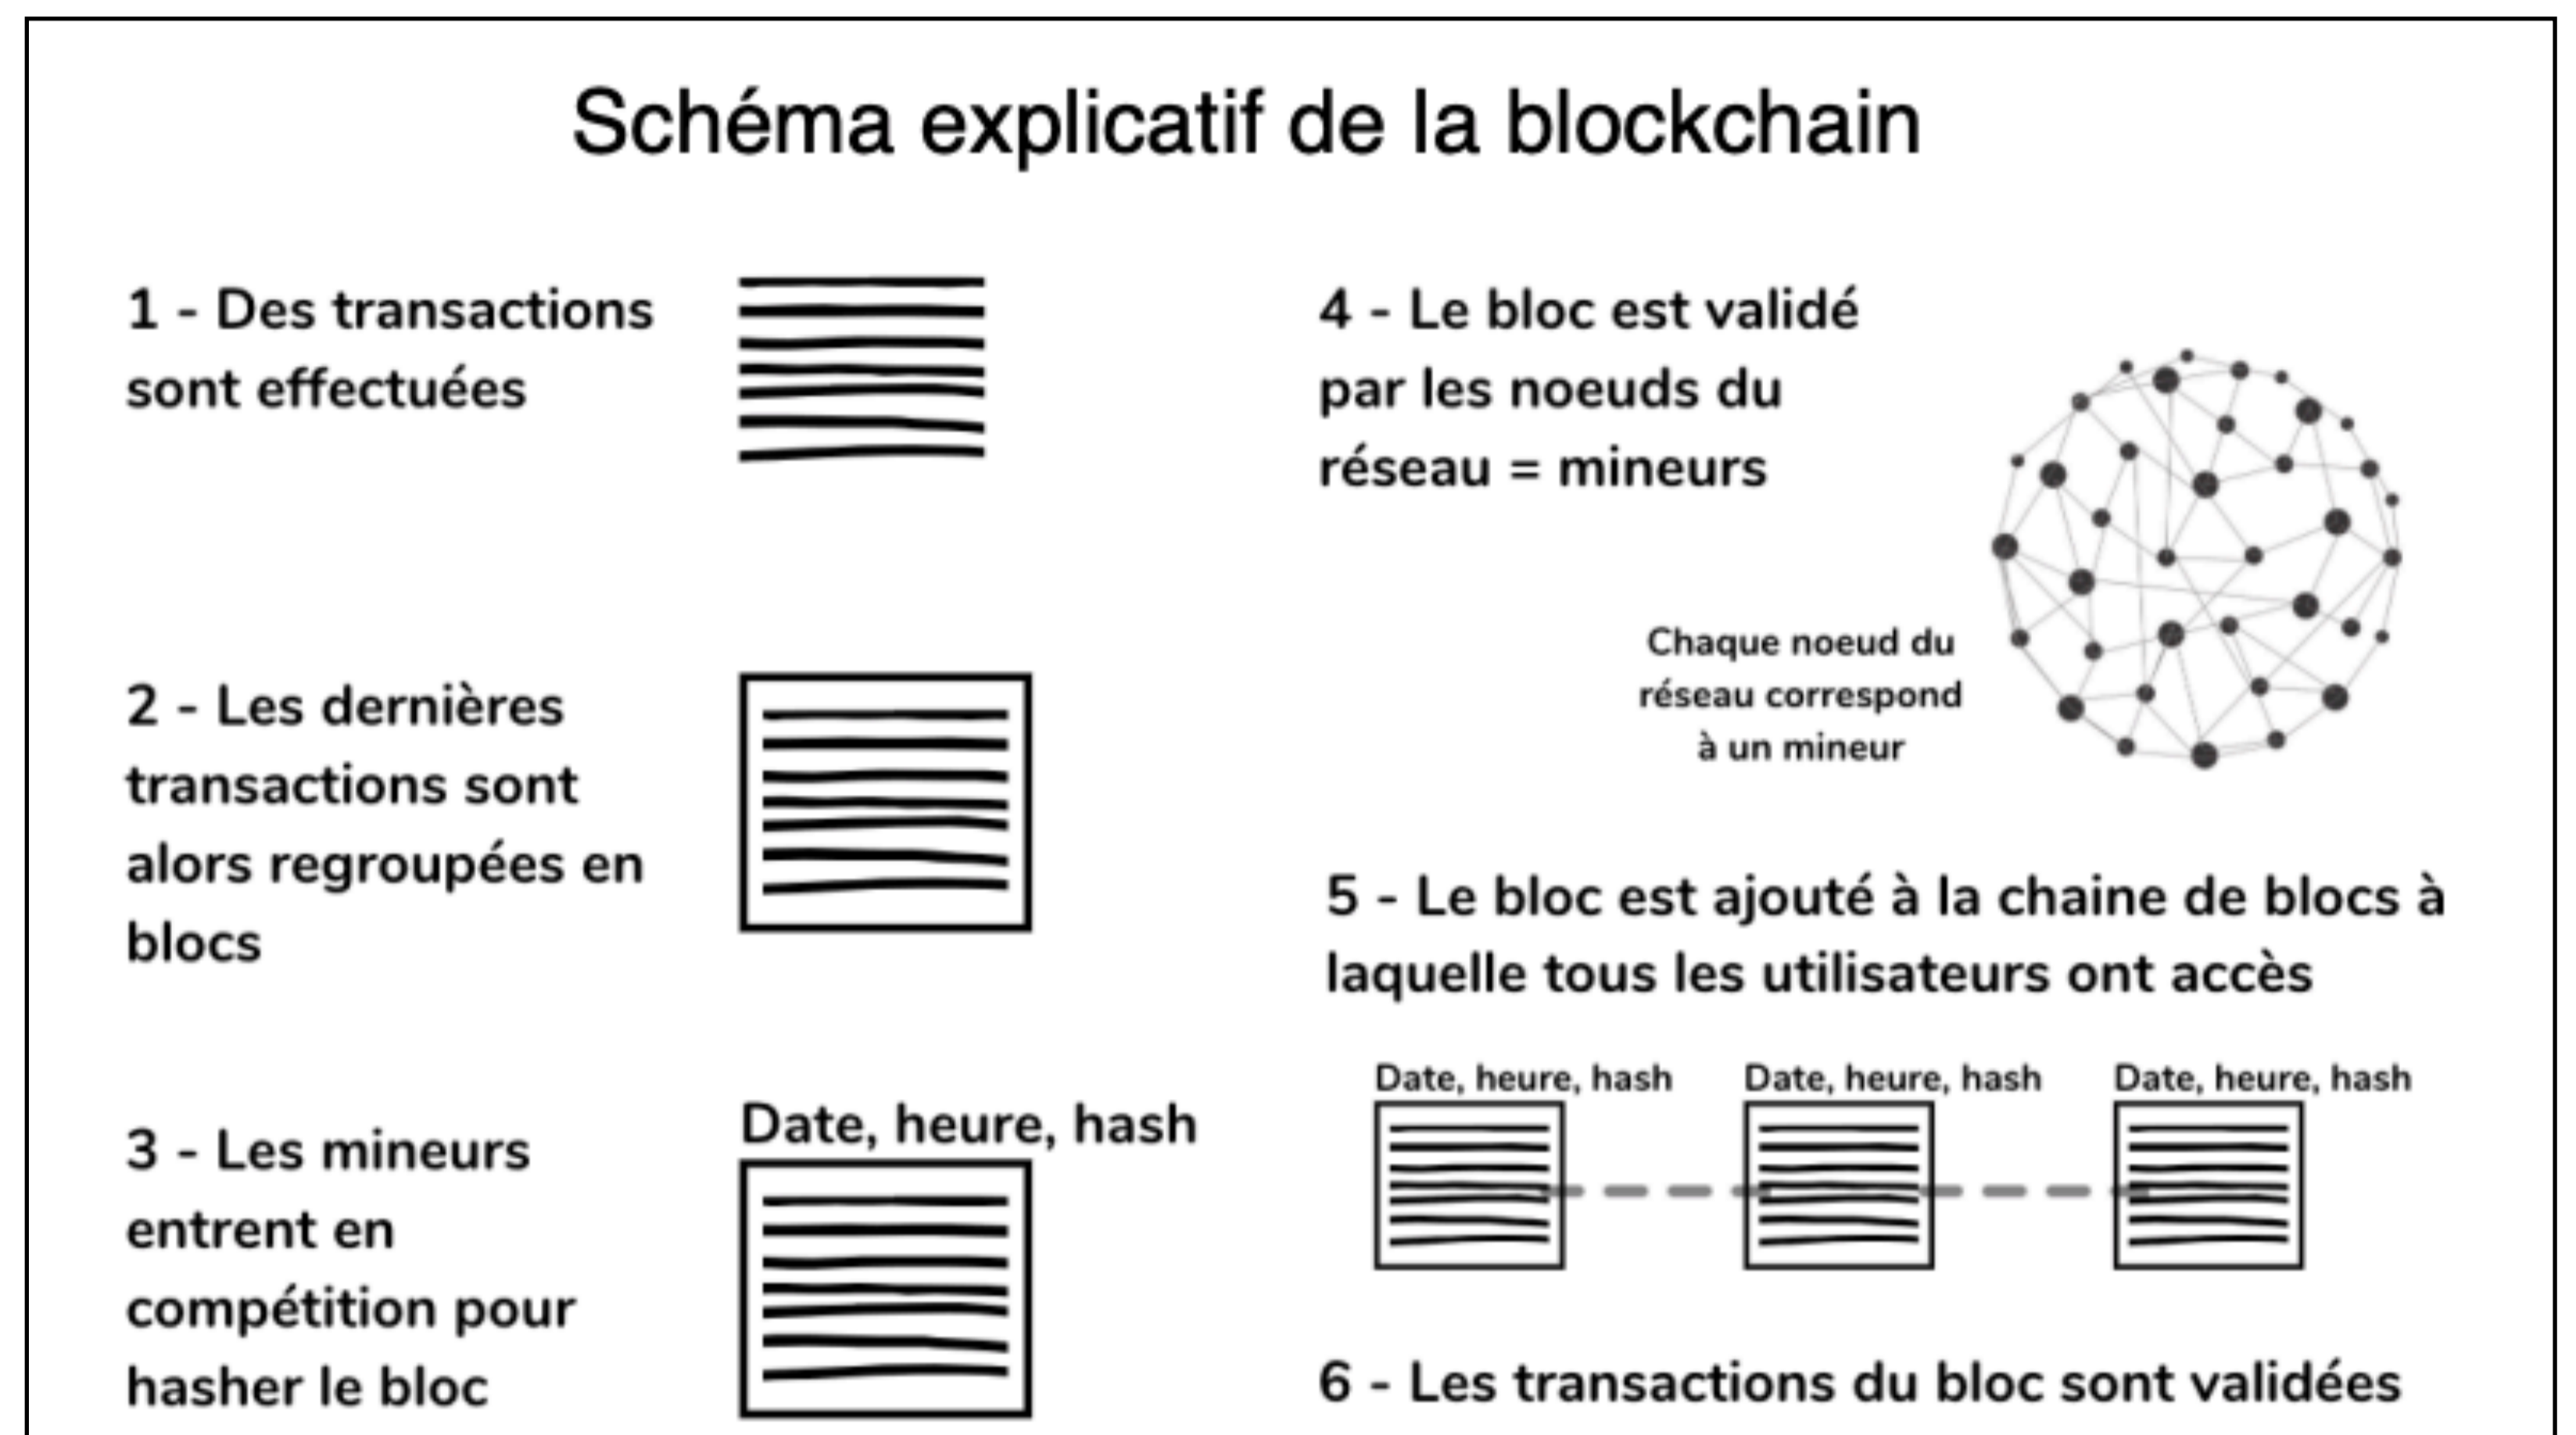 Schéma explicatif de la blockchain
1 - Des transactions
sont effectuées
2 - Les dernières
transactions sont
alors regroupées en
blocs
3 - Les mineurs
entrent en
compétition pour
hasher le bloc
Date, heure, hash
4 - Le bloc est validé
par les noeuds du
réseau = mineurs
Chaque noeud du
réseau correspond
à un mineur
5 - Le bloc est ajouté à la chaine de blocs à
laquelle tous les utilisateurs ont accès
Date, heure, hash
Date, heure, hash
Date, heure, hash
6 - Les transactions du bloc sont validées